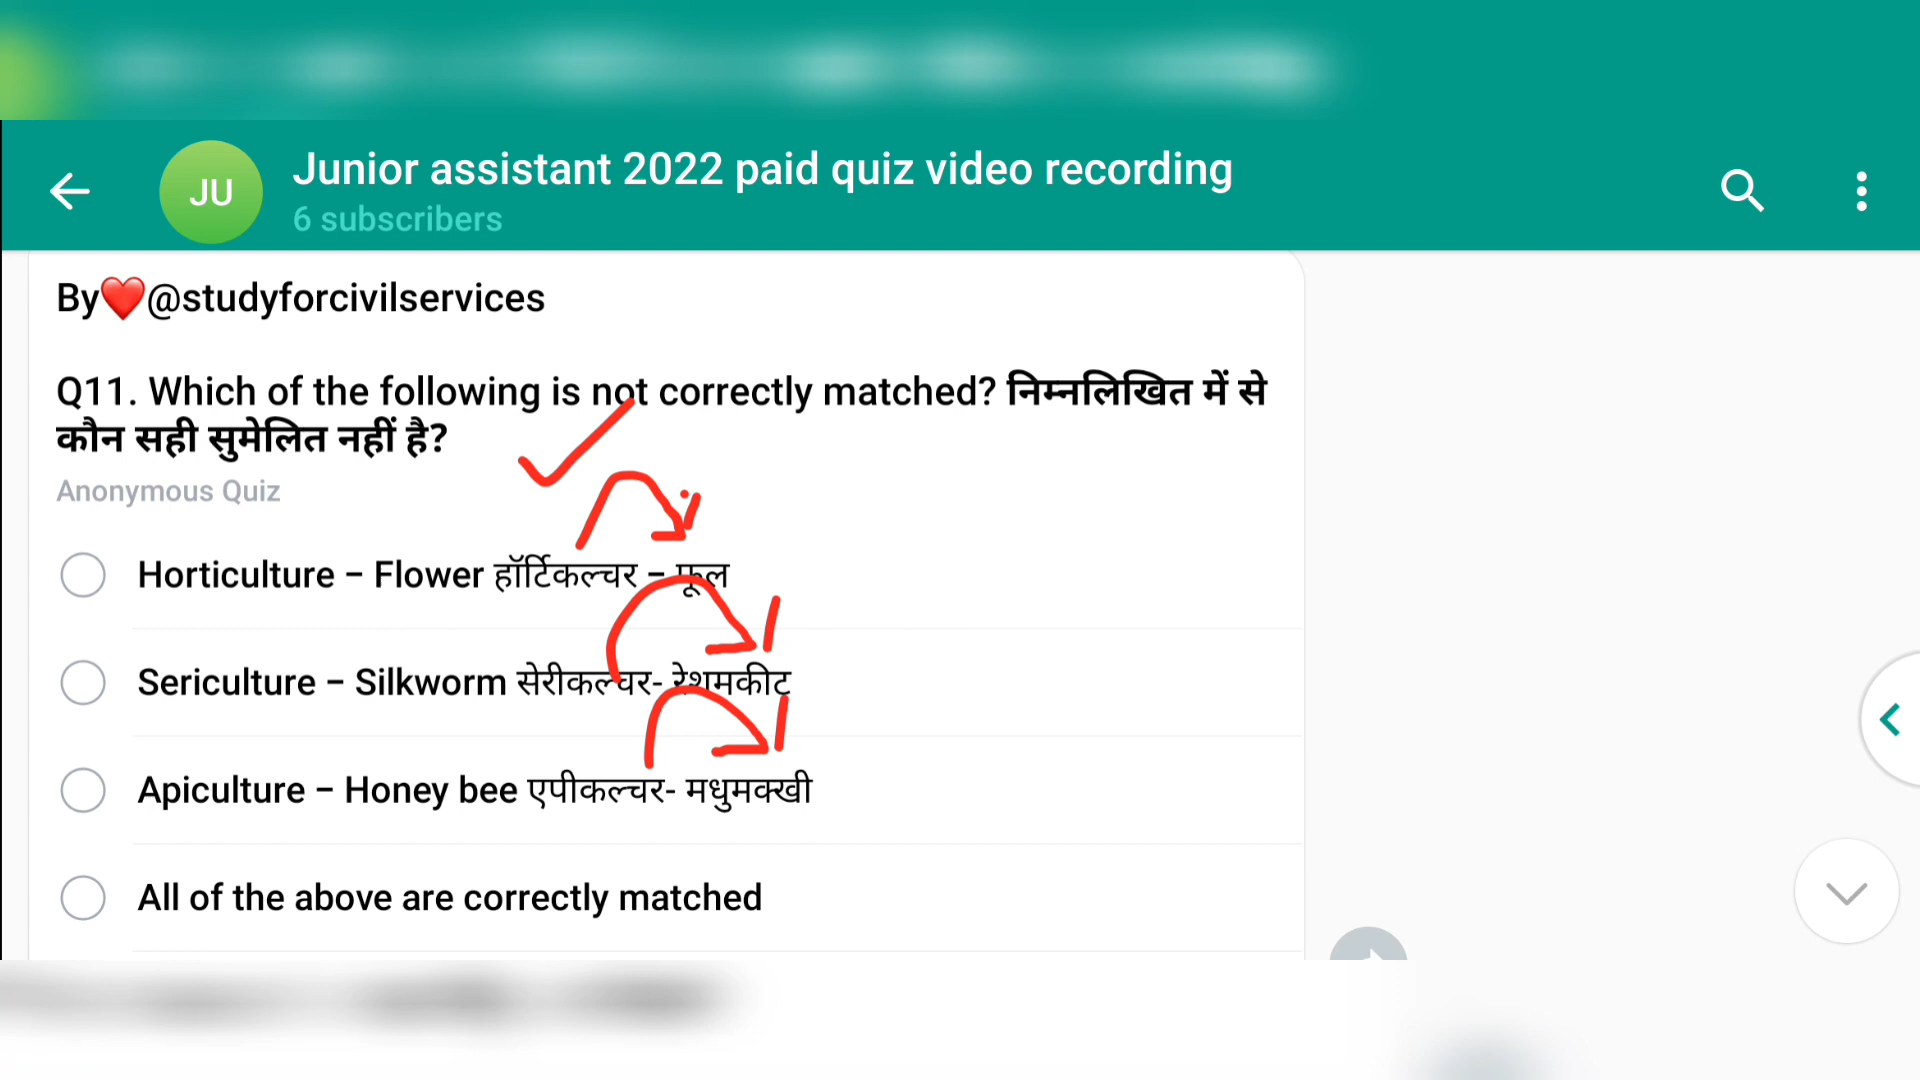 JU
Junior assistant 2022 paid quiz video recording
6 subscribers
By❤️@studyforcivilservices
Q11. Which of the following is not correctly matched? निम्नलिखित में से
कौन सही सुमेलित नहीं है?
Anonymous Quiz
Horticulture – Flower हॉर्टिकल्चर – फूल
Sericulture – Silkworm सेरीकल्चर- रेशमकीट
Apiculture – Honey bee एपीकल्चर- मधुमक्खी
All of the above are correctly matched